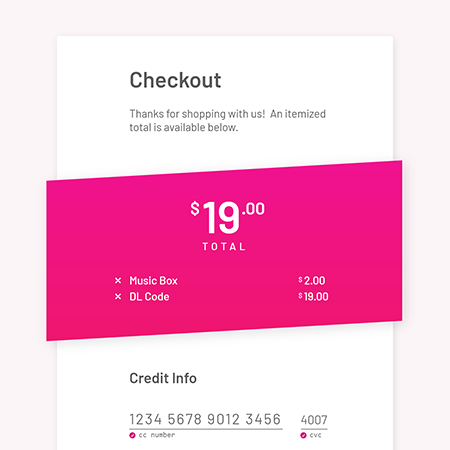 Checkout
Thanks for shopping with us! An itemized
total is available below.
$19.00
TOTAL
× Music Box $2.00
× DL Code $19.00
Credit Info
1234 5678 9012 3456 4007
cc number cvc